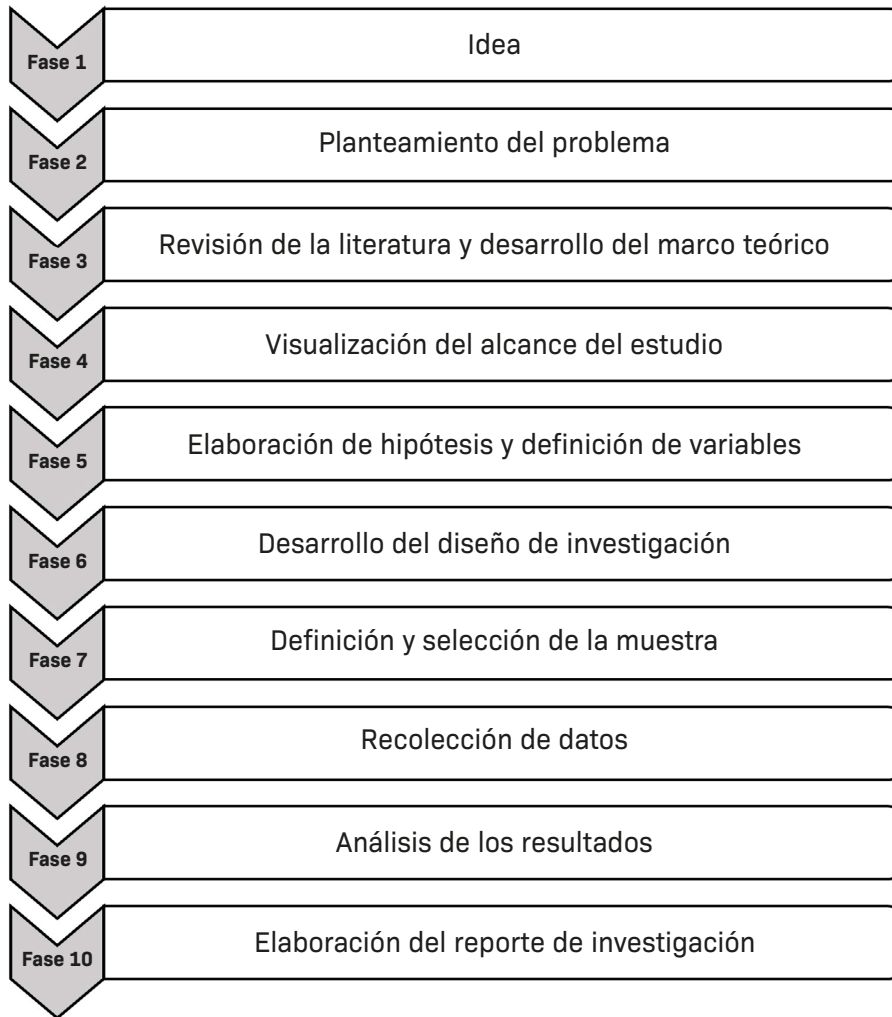 Fase 1
Idea
Fase 2
Planteamiento del problema
Fase 3
Revisión de la literatura y desarrollo del marco teórico
Fase 4
Visualización del alcance del estudio
Fase 5
Elaboración de hipótesis y definición de variables
Fase 6
Desarrollo del diseño de investigación
Fase 7
Definición y selección de la muestra
Fase 8
Recolección de datos
Fase 9
Análisis de los resultados
Fase 10
Elaboración del reporte de investigación